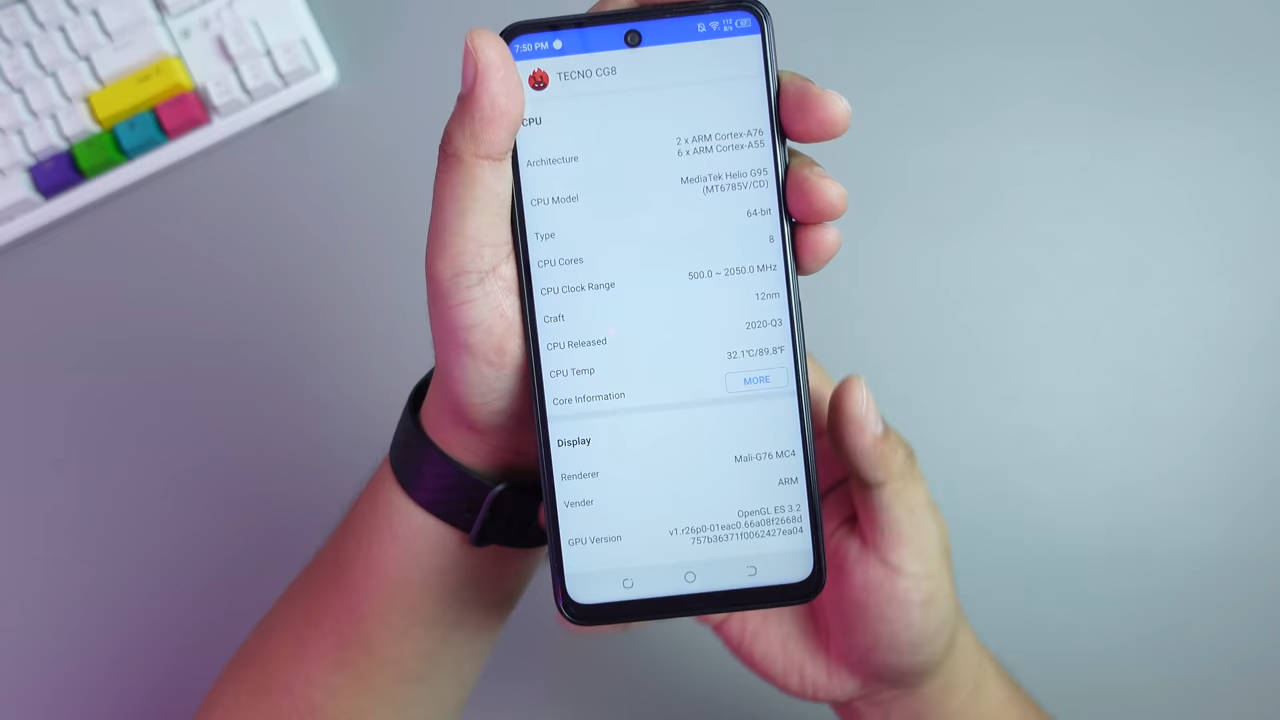 7:50 PM
112 B/s
TECNO CG8
CPU
Architecture
2 x ARM Cortex-A76
6 x ARM Cortex-A55
CPU Model
MediaTek Helio G95
(MT6785V/CD)
Type
64-bit
CPU Cores
8
CPU Clock Range
500.0 ~ 2050.0 MHz
Craft
12nm
CPU Released
2020-Q3
CPU Temp
32.1℃/89.8℉
Core Information
MORE
Display
Renderer
Mali-G76 MC4
Vender
ARM
GPU Version
OpenGL ES 3.2
v1.r26p0-01eac0.66a08f2668d
757b36371f0062427ea04